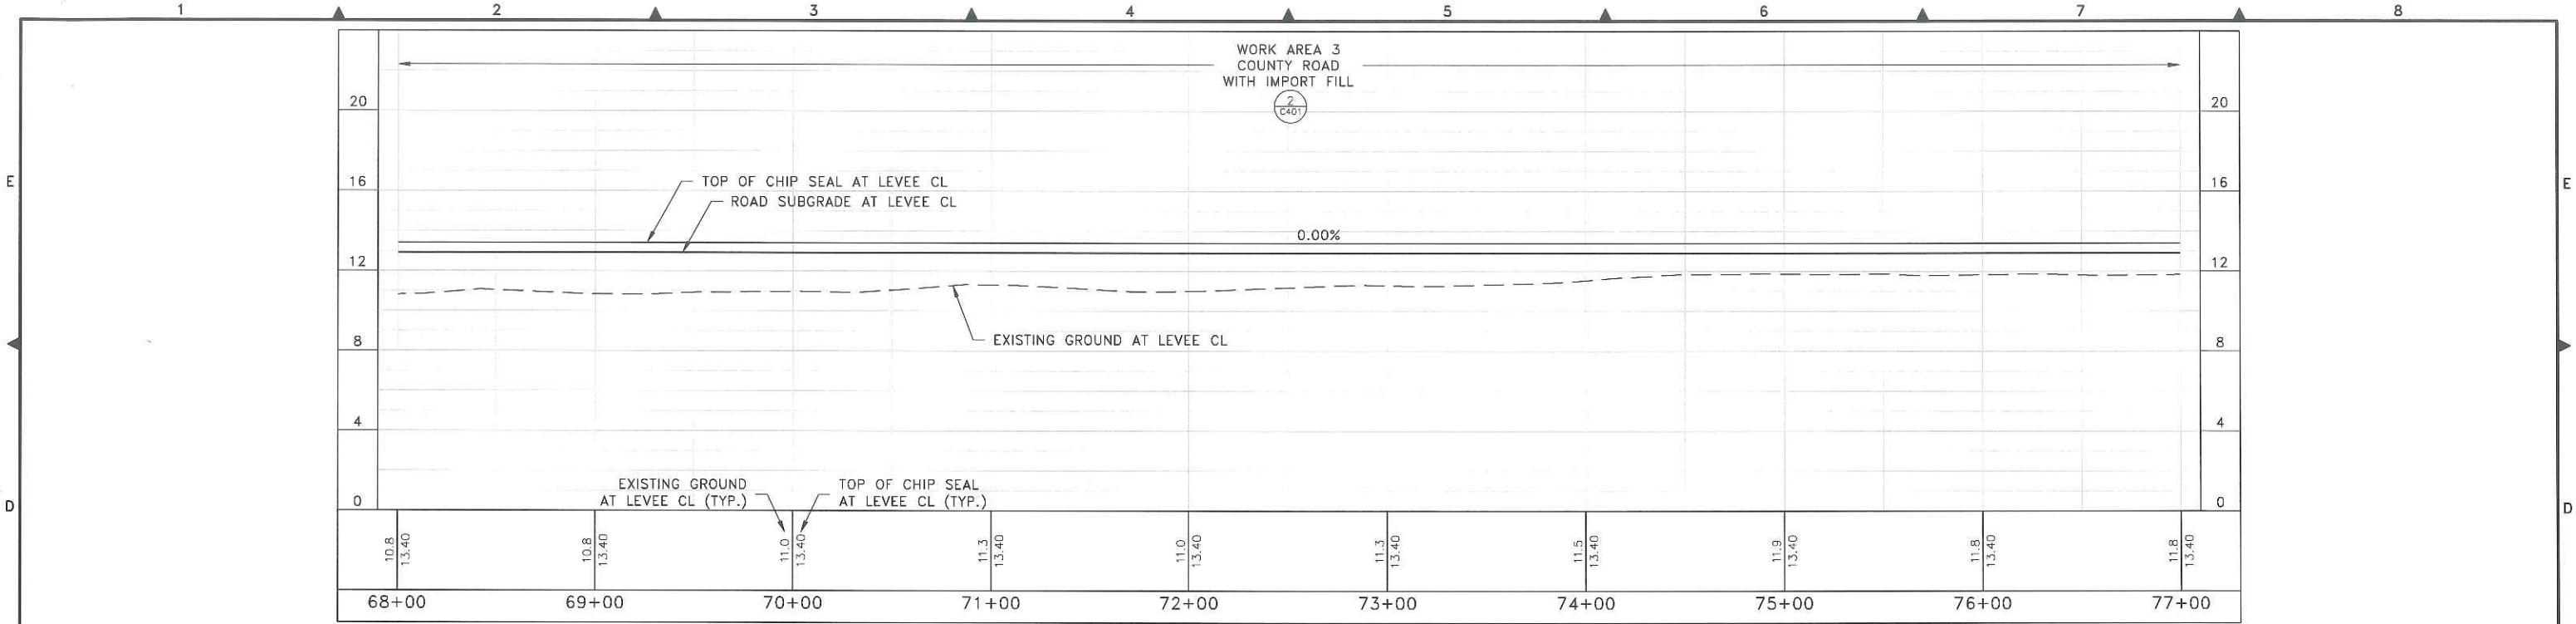 1 2 3 4 5 6 7 8
WORK AREA 3
COUNTY ROAD
WITH IMPORT FILL
2
C401
20 20
E E
16 16
TOP OF CHIP SEAL AT LEVEE CL
ROAD SUBGRADE AT LEVEE CL
0.00%
12 12
EXISTING GROUND AT LEVEE CL
8 8
4 4
EXISTING GROUND
AT LEVEE CL (TYP.)
TOP OF CHIP SEAL
AT LEVEE CL (TYP.)
0 0
D D
10.8
13.40
10.8
13.40
11.0
13.40
11.3
13.40
11.0
13.40
11.3
13.40
11.5
13.40
11.9
13.40
11.8
13.40
11.8
13.40
68+00 69+00 70+00 71+00 72+00 73+00 74+00 75+00 76+00 77+00